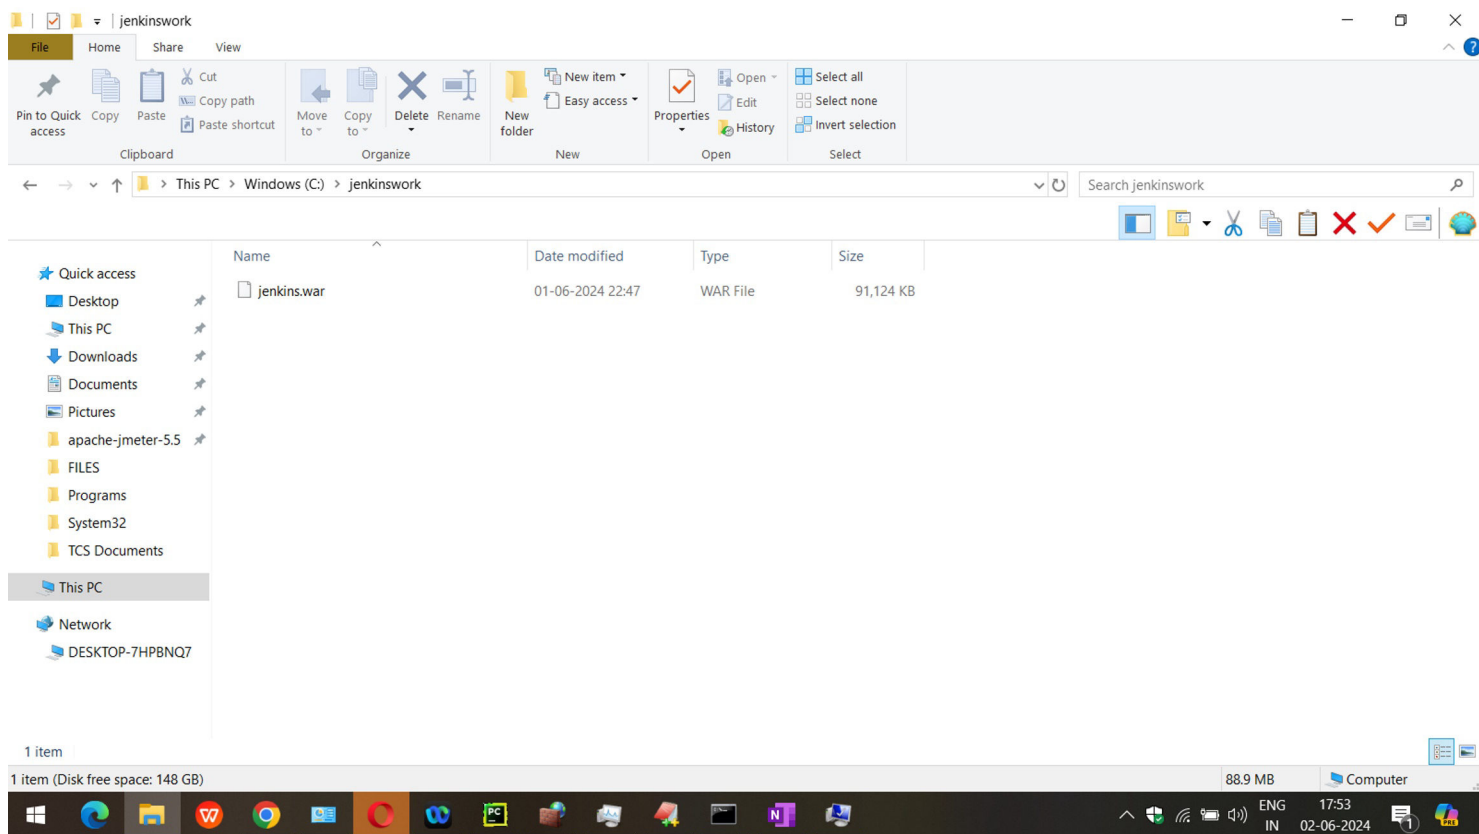 jenkinswork
File Home Share View
Pin to Quick access
Copy
Paste
Cut
Copy path
Paste shortcut
Clipboard
Move to
Copy to
Delete
Rename
Organize
New folder
New item
Easy access
New
Properties
Open
Edit
History
Open
Select all
Select none
Invert selection
Select
This PC > Windows (C:) > jenkinswork
Search jenkinswork
Name Date modified Type Size
jenkins.war 01-06-2024 22:47 WAR File 91,124 KB
Quick access
Desktop
This PC
Downloads
Documents
Pictures
apache-jmeter-5.5
FILES
Programs
System32
TCS Documents
This PC
Network
DESKTOP-7HPBNQ7
1 item
1 item (Disk free space: 148 GB) 88.9 MB Computer
ENG
IN
17:53
02-06-2024
1
PRE